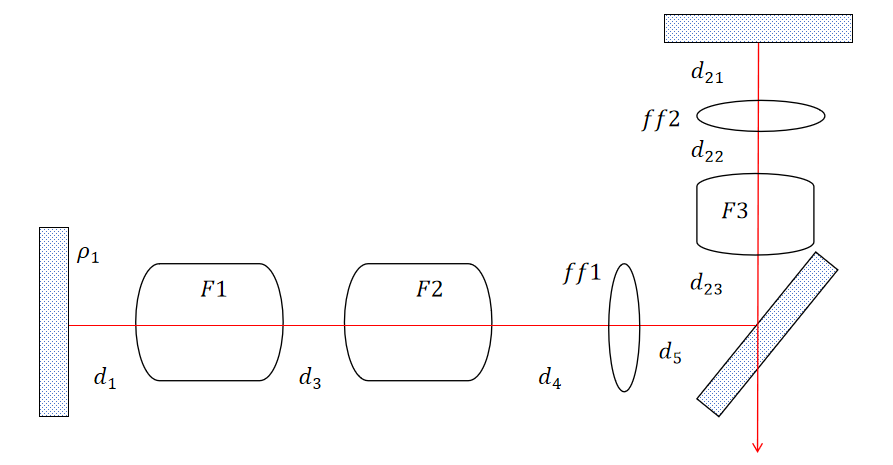 d₂₁
ff2
d₂₂
F3
ρ₁
F1
F2
ff1
d₂₃
d₁
d₃
d₄
d₅